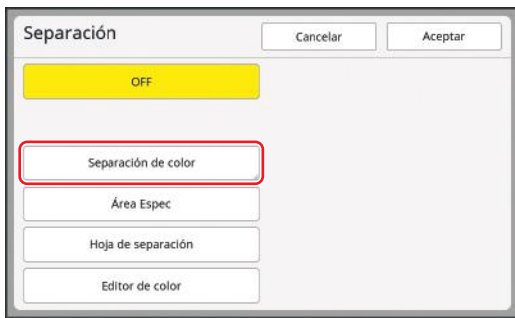 Separación
Cancelar
Aceptar
OFF
Separación de color
Área Espec
Hoja de separación
Editor de color